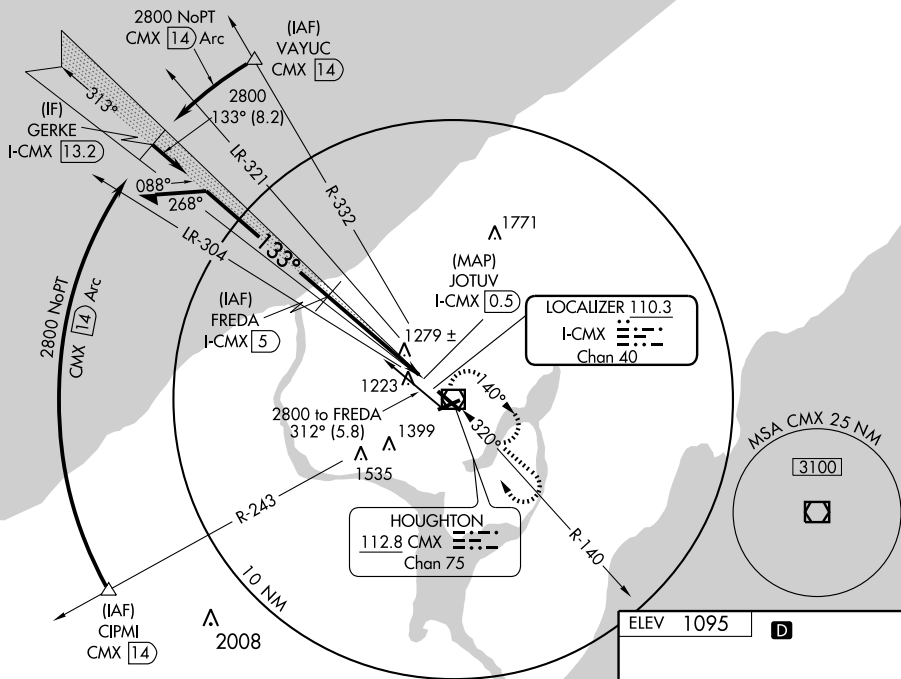 2800 NoPT
CMX 14 Arc
(IAF)
VAYUC
CMX 14
313°
(IF)
GERKE
I-CMX 13.2
2800
133° (8.2)
LR-321
R-332
088°
268°
LR-304
133°
1771
(MAP)
JOTUV
I-CMX 0.5
(IAF)
FREDA
I-CMX 5
LOCALIZER 110.3
I-CMX
Chan 40
2800 NoPT
CMX 14 Arc
1279 ±
1223
2800 to FREDA
312° (5.8)
140°
320°
1399
1535
MSA CMX 25 NM
3100
R-243
HOUGHTON
112.8 CMX
Chan 75
R-140
10 NM
(IAF)
CIPMI
CMX 14
2008
ELEV 1095
D